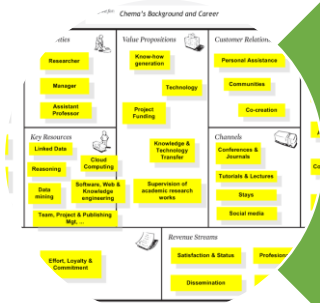 Chema's Background and Career
ties
Researcher
Manager
Assistant
Professor
Value Propositions
Know-how
generation
Technology
Project
Funding
Knowledge &
Technology
Transfer
Supervision of
academic research
works
Customer Relation
Personal Assistance
Communities
Co-creation
Key Resources
Linked Data
Cloud
Computing
Reasoning
Data
mining
Software, Web &
Knowledge
engineering
Team, Project & Publishing
Mgt, ...
Channels
Conferences &
Journals
Tutorials & Lectures
Stays
Social media
Effort, Loyalty &
Commitment
Revenue Streams
Satisfaction & Status
Profession
Dissemination